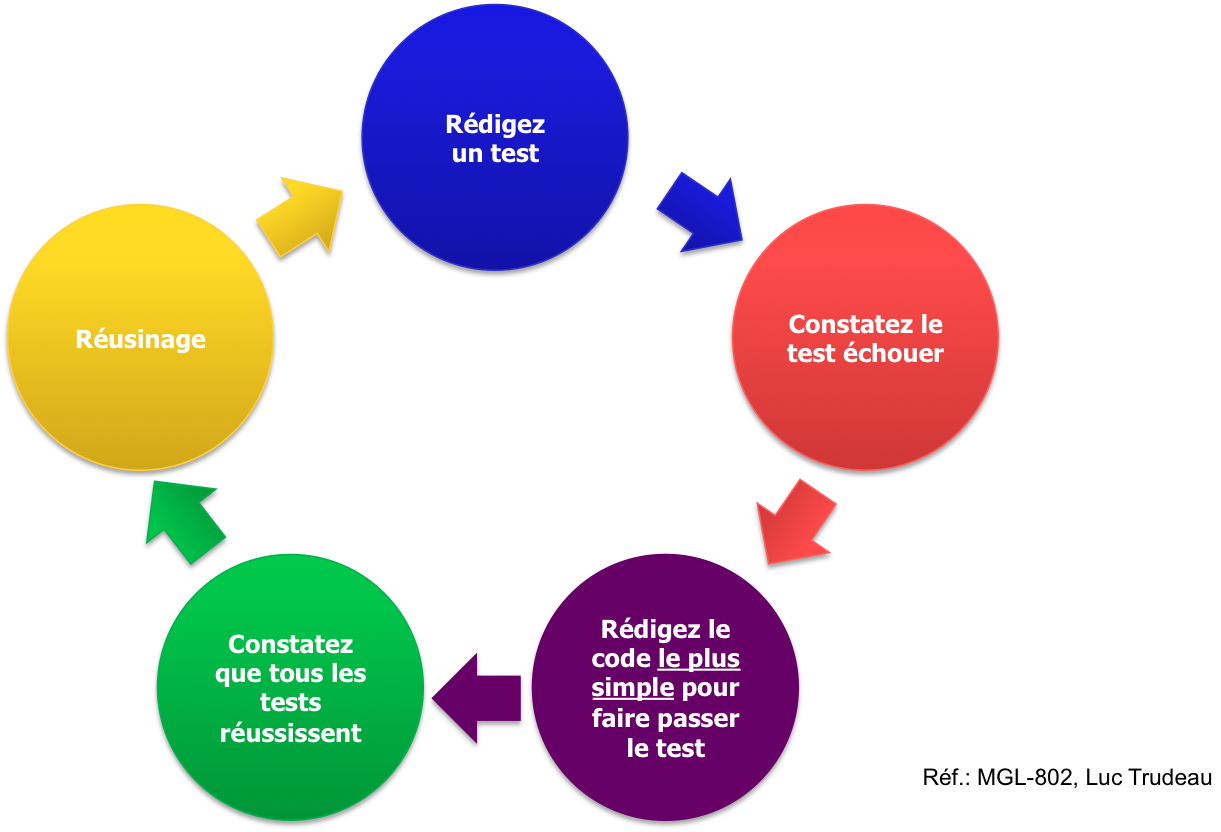 Rédigez
un test
Constatez le
test échouer
Rédigez le
code le plus
simple pour
faire passer
le test
Constatez
que tous les
tests
réussissent
Réusinage
Réf.: MGL-802, Luc Trudeau